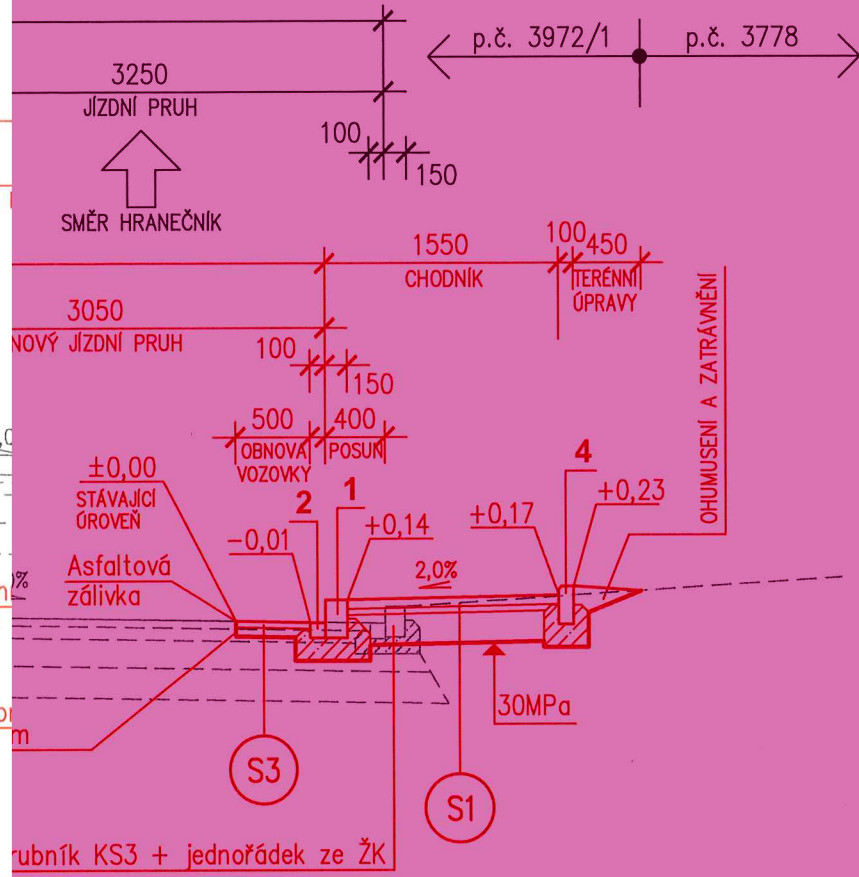 p.č. 3972/1
p.č. 3778
3250
JÍZDNÍ PRUH
100
150
SMĚR HRANEČNÍK
1550
CHODNÍK
100
450
TERÉNNÍ
ÚPRAVY
3050
NOVÝ JÍZDNÍ PRUH
100
150
500
OBNOVA
VOZOVKY
400
POSUN
OHUMUSENÍ A ZATRÁVNĚNÍ
±0,00
STÁVAJÍCÍ
ÚROVEŇ
2
1
4
-0,01
+0,14
+0,17
+0,23
2,0%
Asfaltová
zálivka
30MPa
S3
S1
rubník KS3 + jednořádek ze ŽK